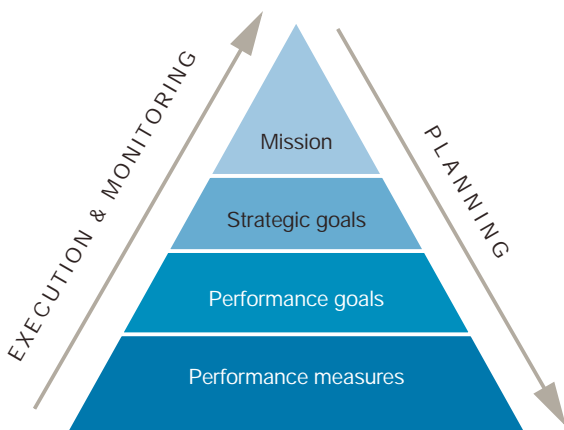 EXECUTION & MONITORING
PLANNING
Mission
Strategic goals
Performance goals
Performance measures